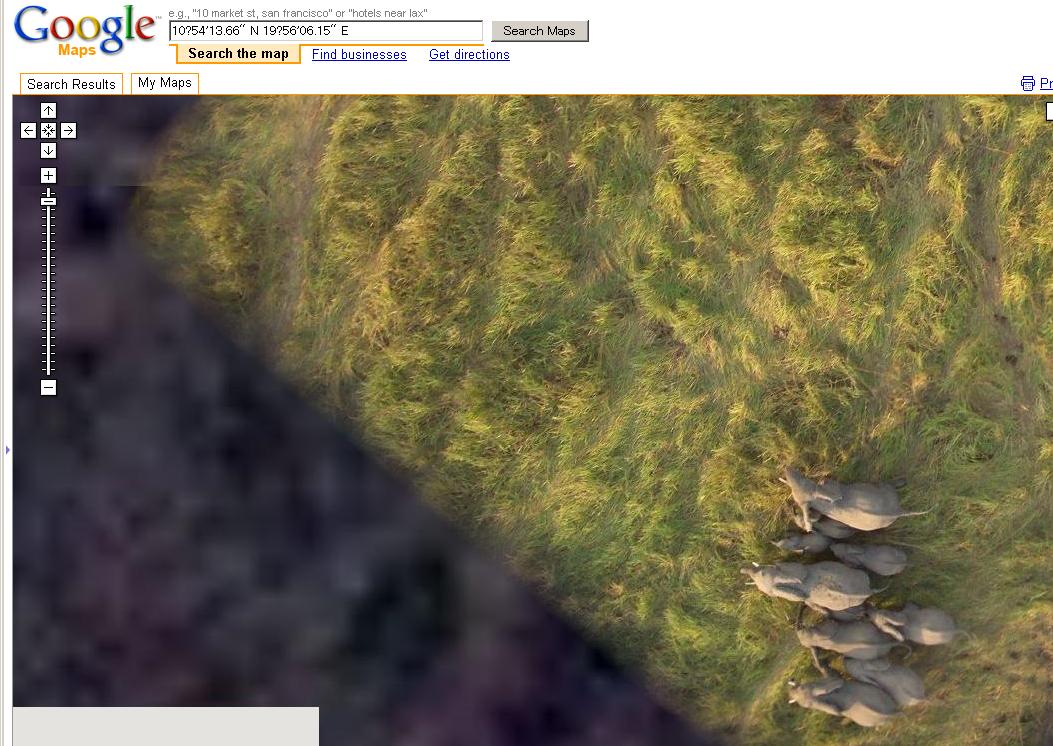 Google™
Maps
e.g., "10 market st, san francisco" or "hotels near lax"
10?54'13.66" N 19?56'06.15" E
Search Maps
Search the map
Find businesses
Get directions
Search Results
My Maps
Pr